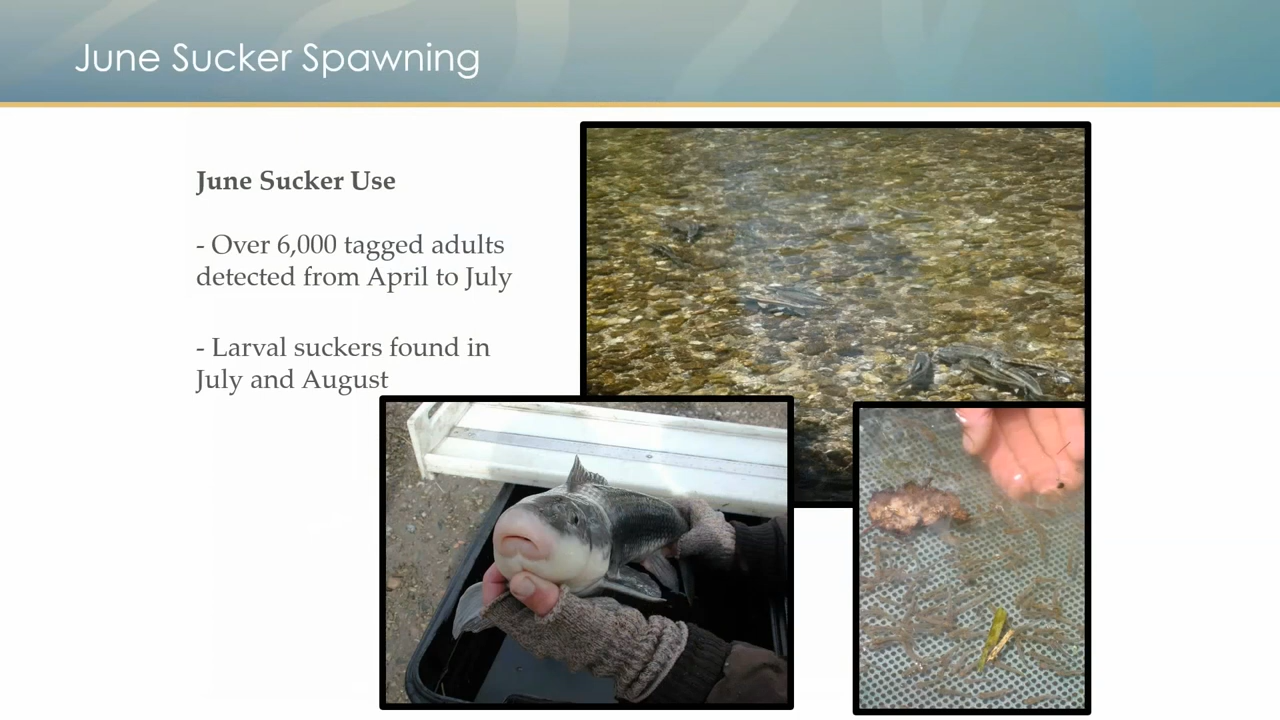 June Sucker Spawning
June Sucker Use
- Over 6,000 tagged adults
detected from April to July
- Larval suckers found in
July and August